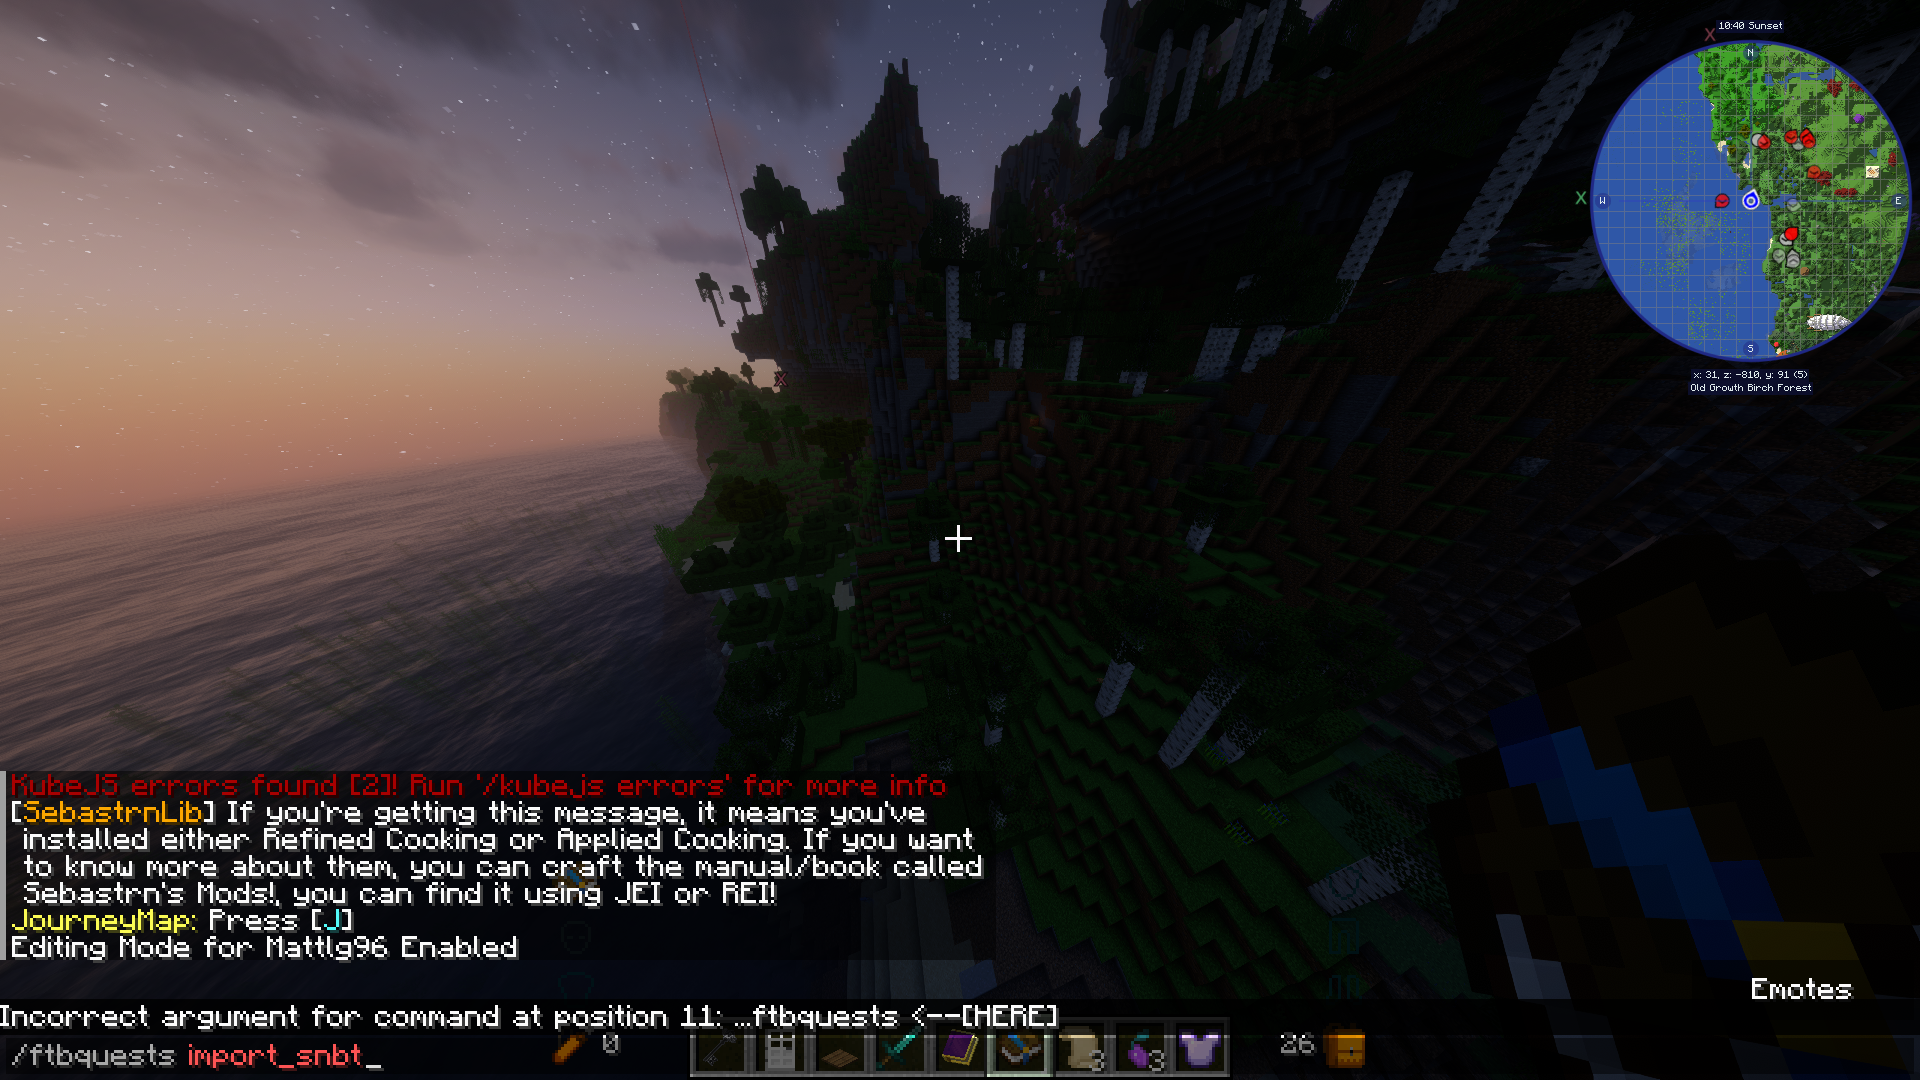 10:40 Sunset
X
N
X
W
E
S
x: 31, z: -810, y: 91 (5)
Old Growth Birch Forest
X
KubeJS errors found [2]! Run '/kubejs errors' for more info
[SebastrnLib] If you're getting this message, it means you've
installed either Refined Cooking or Applied Cooking. If you want
to know more about them, you can craft the manual/book called
Sebastrn's Mods!, you can find it using JEI or REI!
JourneyMap: Press [J]
Editing Mode for Mattlg96 Enabled
Emotes
Incorrect argument for command at position 11: ...ftbquests <--[HERE]
/ftbquests import_snbt_
0
3
3
26